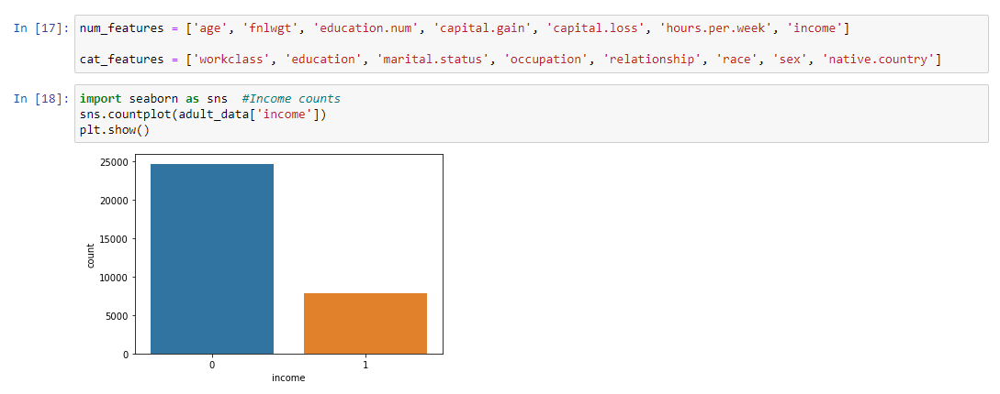 In [17]: num_features = ['age', 'fnlwgt', 'education.num', 'capital.gain', 'capital.loss', 'hours.per.week', 'income']
cat_features = ['workclass', 'education', 'marital.status', 'occupation', 'relationship', 'race', 'sex', 'native.country']
In [18]: import seaborn as sns  #Income counts
sns.countplot(adult_data['income'])
plt.show()
25000
20000
15000
10000
5000
0
count
0 1
income